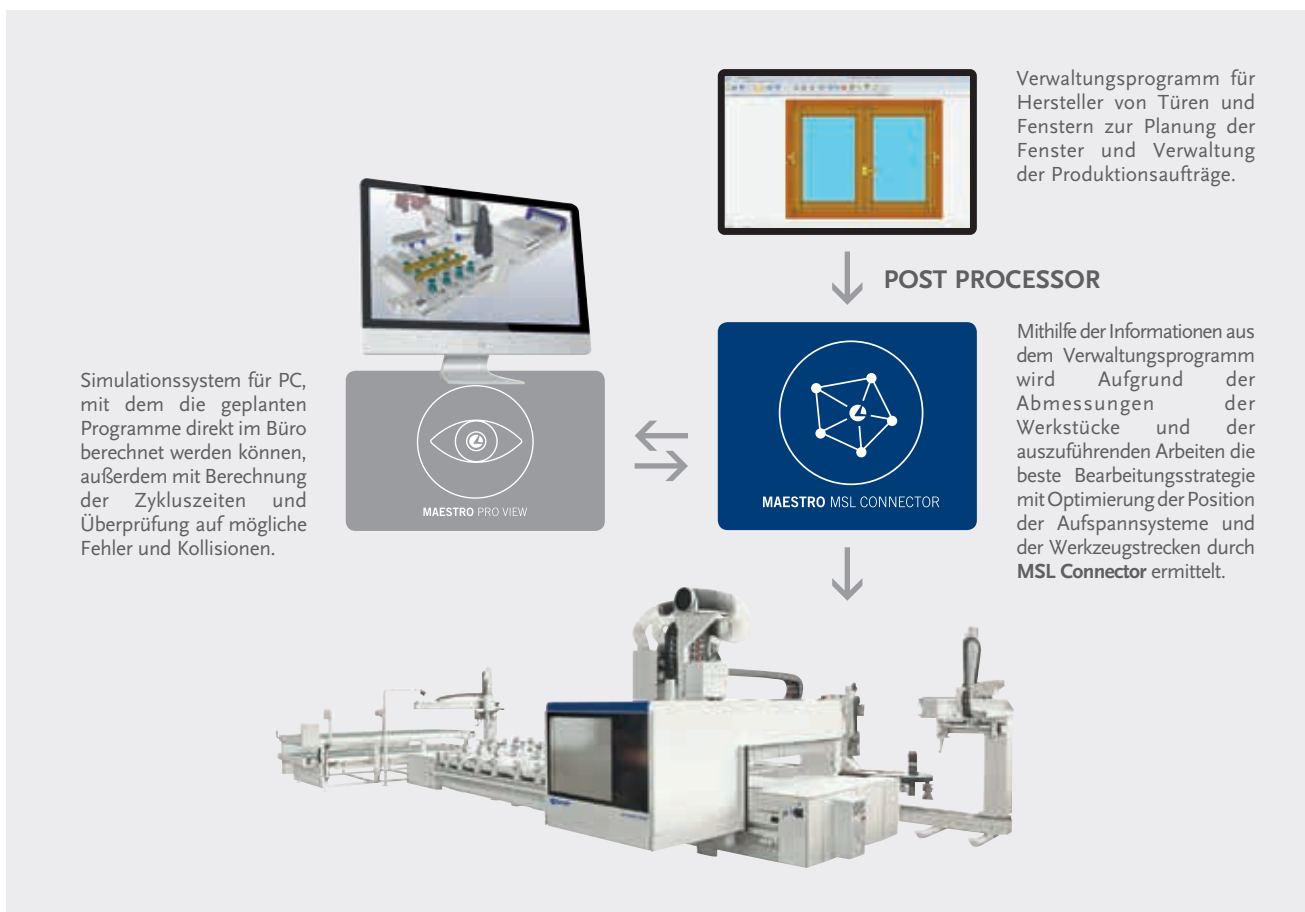 Verwaltungsprogramm für
Hersteller von Türen und
Fenstern zur Planung der
Fenster und Verwaltung
der Produktionsaufträge.
POST PROCESSOR
Mithilfe der Informationen aus
dem Verwaltungsprogramm
wird Aufgrund der
Abmessungen der
Werkstücke und der
auszuführenden Arbeiten die
beste Bearbeitungsstrategie
mit Optimierung der Position
der Aufspannsysteme und
der Werkzeugstrecken durch
MSL Connector ermittelt.
MAESTRO MSL CONNECTOR
Simulationssystem für PC,
mit dem die geplanten
Programme direkt im Büro
berechnet werden können,
außerdem mit Berechnung
der Zykluszeiten und
Überprüfung auf mögliche
Fehler und Kollisionen.
MAESTRO PRO VIEW